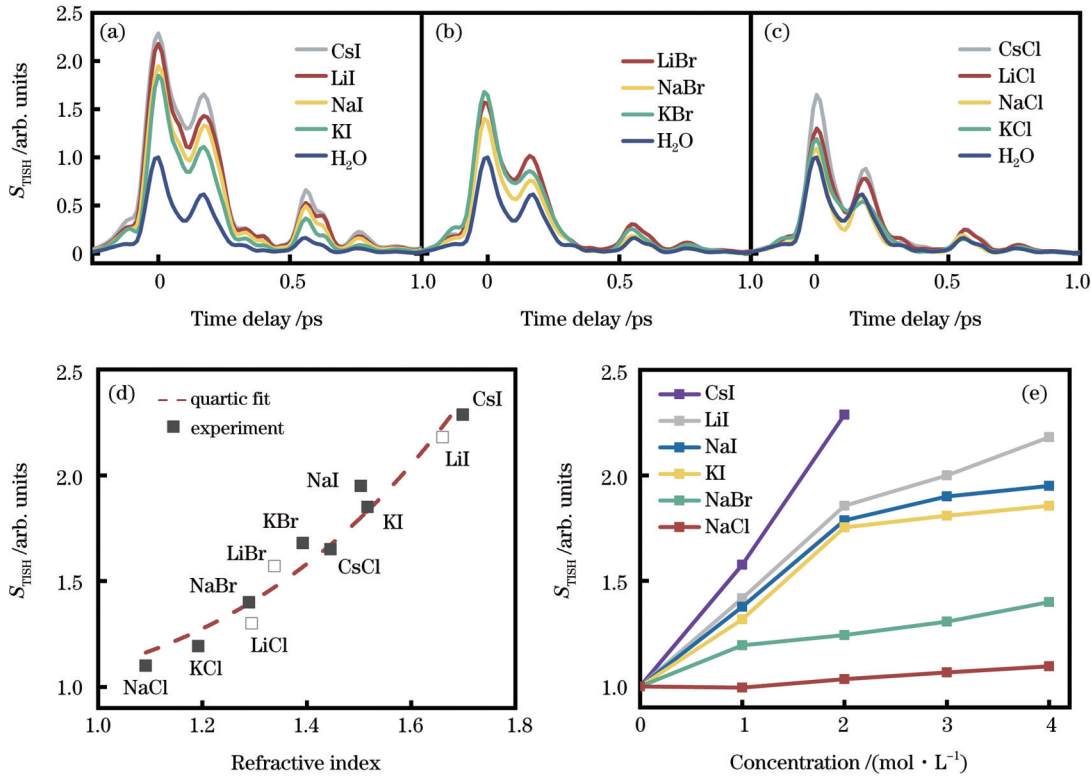 (a)
CsI
LiI
NaI
KI
H₂O
(b)
LiBr
NaBr
KBr
H₂O
(c)
CsCl
LiCl
NaCl
KCl
H₂O
2.5
2.0
1.5
1.0
0.5
0
S_TISH /arb. units
0 0.5 1.0
0 0.5 1.0
0 0.5 1.0
Time delay /ps
Time delay /ps
Time delay /ps
(d)
quartic fit
experiment
CsI
LiI
NaI
KI
KBr
CsCl
LiBr
NaBr
LiCl
KCl
NaCl
2.5
2.0
1.5
1.0
S_TISH /arb. units
1.0 1.2 1.4 1.6 1.8
Refractive index
(e)
CsI
LiI
NaI
KI
NaBr
NaCl
2.5
2.0
1.5
1.0
S_TISH /arb. units
0 1 2 3 4
Concentration /(mol · L⁻¹)